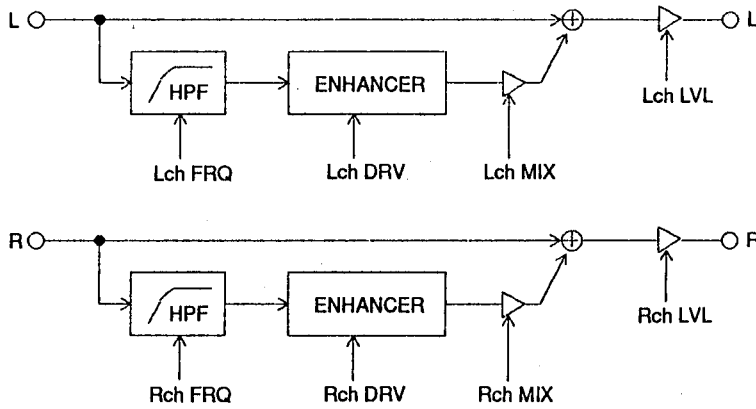 L L
HPF ENHANCER
Lch LVL
Lch FRQ Lch DRV Lch MIX
R R
HPF ENHANCER
Rch LVL
Rch FRQ Rch DRV Rch MIX